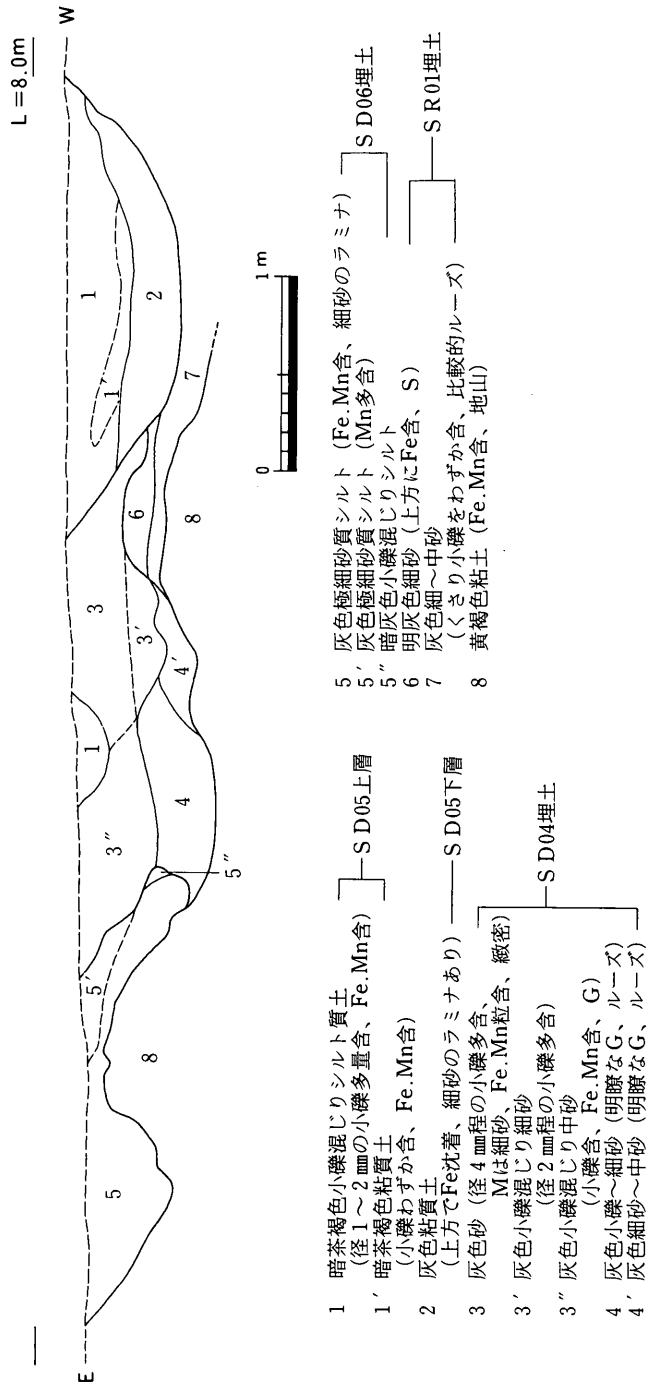 L=8.0m
E
W
1
1′
2
3
3′
3″
1
4
4′
5
5′
5″
6
7
8
8
0
1m
1 暗茶褐色小礫混じりシルト質土
(径1~2㎜の小礫多量含、Fe.Mn含)
1′ 暗茶褐色粘質土
(小礫わずか含、Fe.Mn含)
SD05上層
2 灰色粘質土
(上方でFe沈着、細砂のラミナあり)
SD05下層
3 灰色砂(径4㎜程の小礫多含、
Mは細砂、Fe.Mn粒含、緻密)
3′ 灰色小礫混じり細砂
(径2㎜程の小礫多含)
3″ 灰色小礫混じり中砂
(小礫含、Fe.Mn含、G)
4 灰色小礫~細砂(明瞭なG、ルーズ)
4′ 灰色細砂~中砂(明瞭なG、ルーズ)
SD04埋土
5 灰色極細砂質シルト(Fe.Mn含、細砂のラミナ)
5′ 灰色極細砂質シルト(Mn多含)
5″ 暗灰色小礫混じりシルト
SD06埋土
6 明灰色細砂(上方にFe含、S)
7 灰色細~中砂
(くさり小礫をわずか含、比較的ルーズ)
SR01埋土
8 黄褐色粘土(Fe.Mn含、地山)